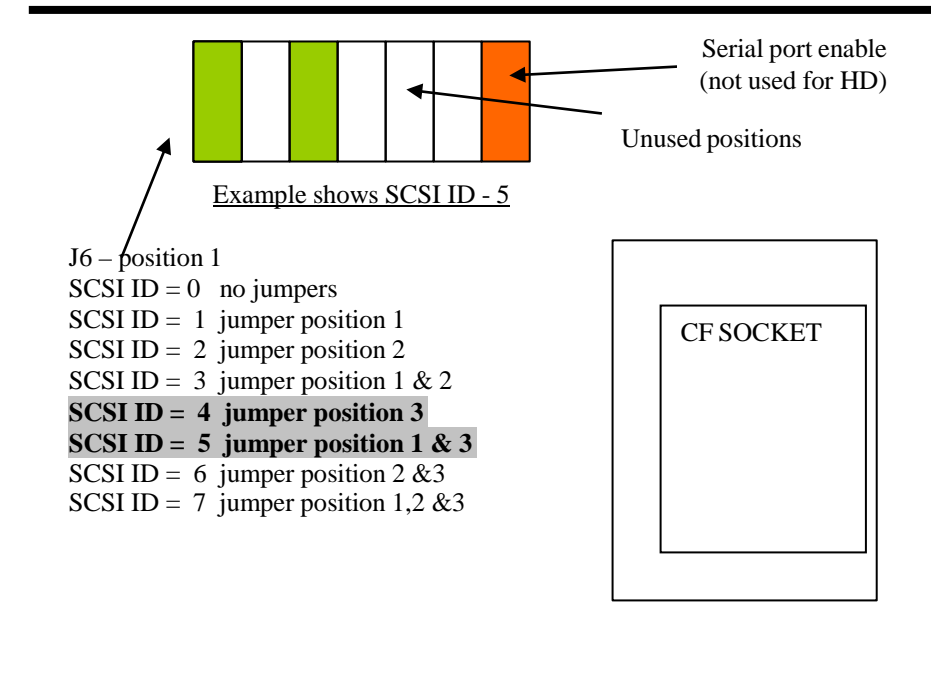 Serial port enable
(not used for HD)
Unused positions
Example shows SCSI ID - 5
J6 – position 1
SCSI ID = 0 no jumpers
SCSI ID = 1 jumper position 1
SCSI ID = 2 jumper position 2
SCSI ID = 3 jumper position 1 & 2
SCSI ID = 4 jumper position 3
SCSI ID = 5 jumper position 1 & 3
SCSI ID = 6 jumper position 2 &3
SCSI ID = 7 jumper position 1,2 &3
CF SOCKET